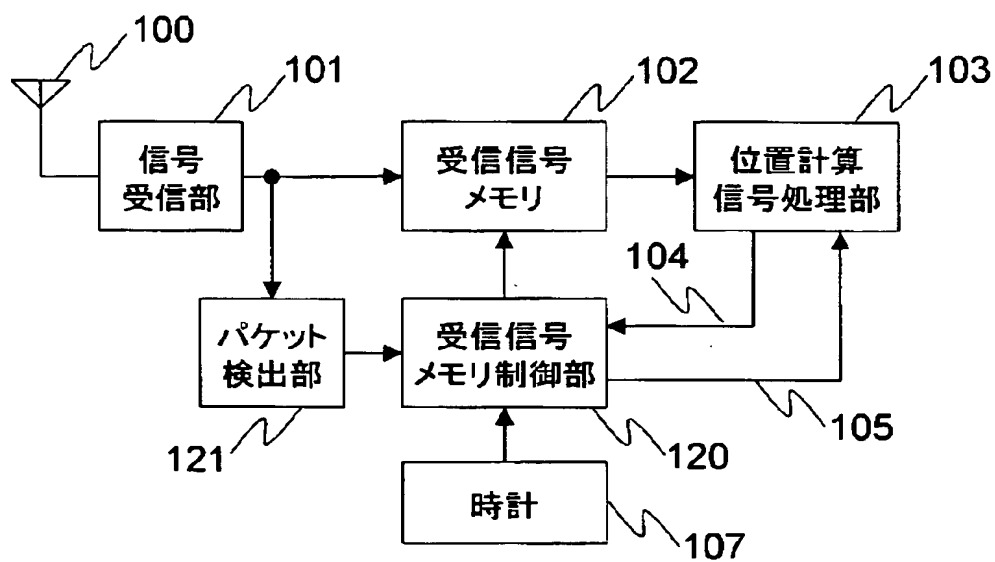 100
101
102
103
信号
受信部
受信信号
メモリ
位置計算
信号処理部
104
パケット
検出部
受信信号
メモリ制御部
105
121
120
時計
107